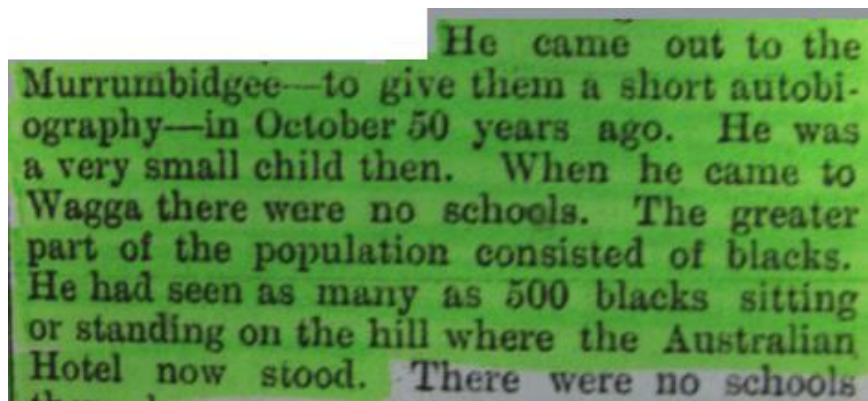 He came out to the
Murrumbidgee—to give them a short autobi-
ography—in October 50 years ago. He was
a very small child then. When he came to
Wagga there were no schools. The greater
part of the population consisted of blacks.
He had seen as many as 500 blacks sitting
or standing on the hill where the Australian
Hotel now stood. There were no schools